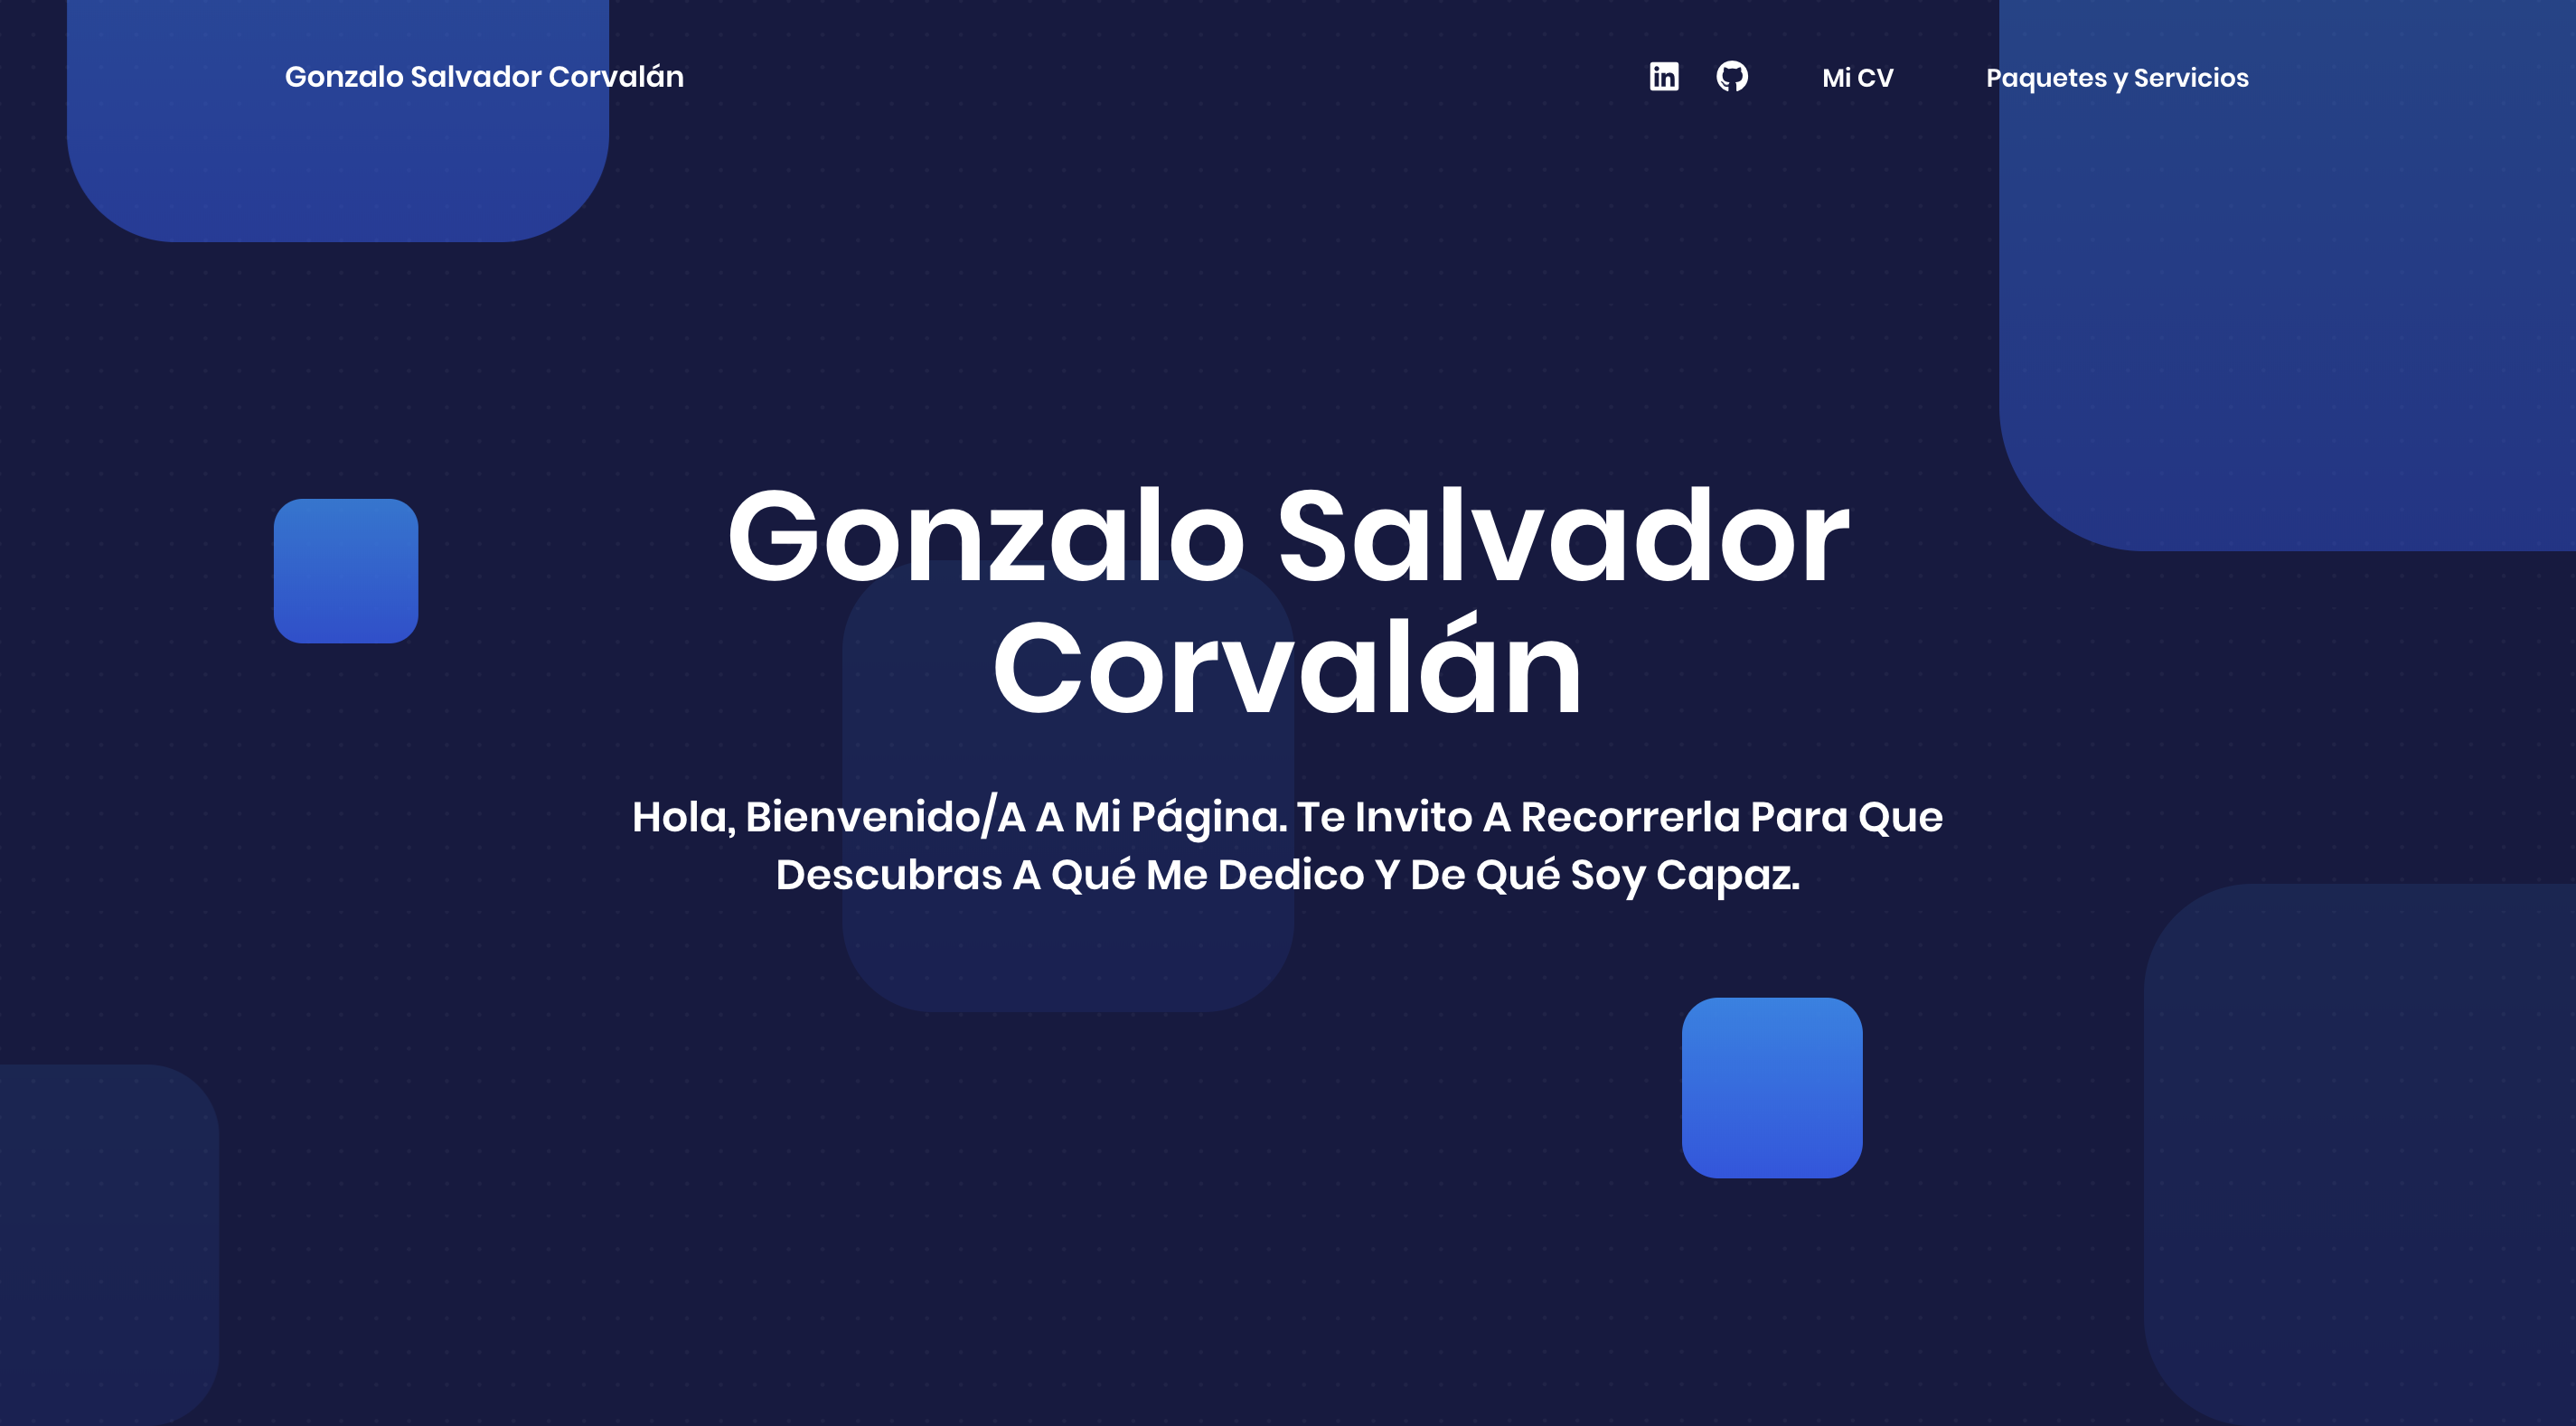 Gonzalo Salvador Corvalán
Mi CV
Paquetes y Servicios
Gonzalo Salvador
Corvalán
Hola, Bienvenido/A A Mi Página. Te Invito A Recorrerla Para Que
Descubras A Qué Me Dedico Y De Qué Soy Capaz.